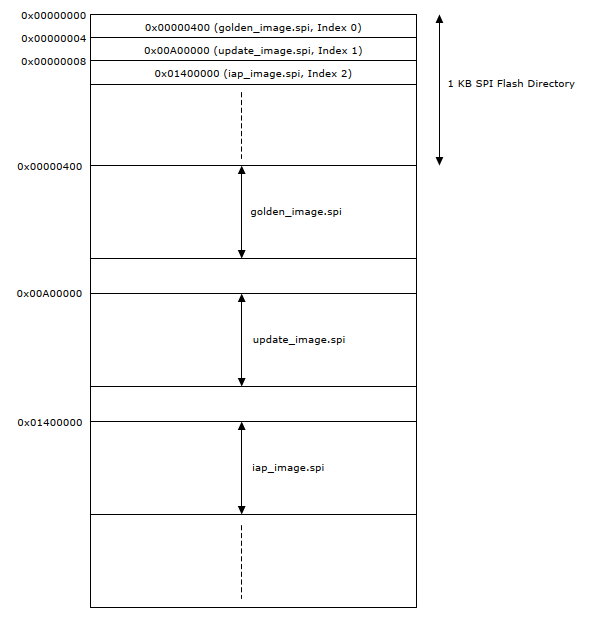 0x00000000
0x00000400 (golden_image.spi, Index 0)
0x00000004
0x00A00000 (update_image.spi, Index 1)
0x00000008
0x01400000 (iap_image.spi, Index 2)
1 KB SPI Flash Directory
0x00000400
golden_image.spi
0x00A00000
update_image.spi
0x01400000
iap_image.spi